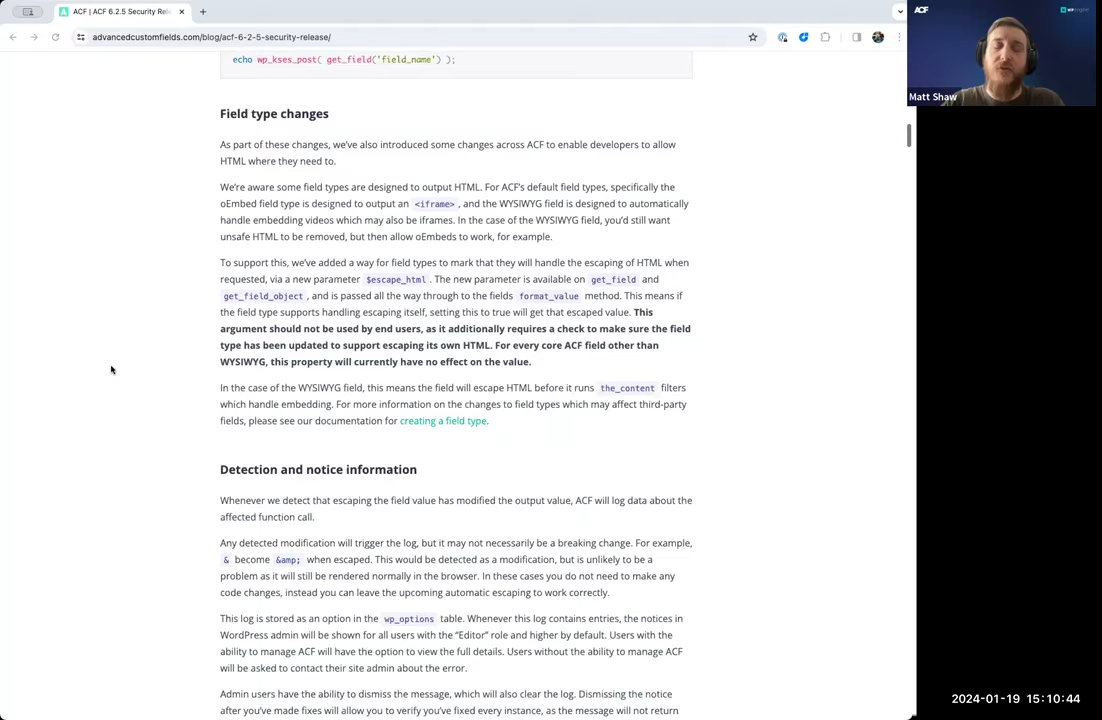 ACF | ACF 6.2.5 Security Rel
advancedcustomfields.com/blog/acf-6-2-5-security-release/
ACF
Matt Shaw
echo wp_kses_post( get_field('field_name') );
Field type changes
As part of these changes, we've also introduced some changes across ACF to enable developers to allow
HTML where they need to.
We're aware some field types are designed to output HTML. For ACF's default field types, specifically the
oEmbed field type is designed to output an <iframe>, and the WYSIWYG field is designed to automatically
handle embedding videos which may also be iframes. In the case of the WYSIWYG field, you'd still want
unsafe HTML to be removed, but then allow oEmbeds to work, for example.
To support this, we've added a way for field types to mark that they will handle the escaping of HTML when
requested, via a new parameter $escape_html. The new parameter is available on get_field and
get_field_object, and is passed all the way through to the fields format_value method. This means if
the field type supports handling escaping itself, setting this to true will get that escaped value. This
argument should not be used by end users, as it additionally requires a check to make sure the field
type has been updated to support escaping its own HTML. For every core ACF field other than
WYSIWYG, this property will currently have no effect on the value.
In the case of the WYSIWYG field, this means the field will escape HTML before it runs the_content filters
which handle embedding. For more information on the changes to field types which may affect third-party
fields, please see our documentation for creating a field type.
Detection and notice information
Whenever we detect that escaping the field value has modified the output value, ACF will log data about the
affected function call.
Any detected modification will trigger the log, but it may not necessarily be a breaking change. For example,
& become &amp; when escaped. This would be detected as a modification, but is unlikely to be a
problem as it will still be rendered normally in the browser. In these cases you do not need to make any
code changes, instead you can leave the upcoming automatic escaping to work correctly.
This log is stored as an option in the wp_options table. Whenever this log contains entries, the notices in
WordPress admin will be shown for all users with the "Editor" role and higher by default. Users with the
ability to manage ACF will have the option to view the full details. Users without the ability to manage ACF
will be asked to contact their site admin about the error.
Admin users have the ability to dismiss the message, which will also clear the log. Dismissing the notice
after you've made fixes will allow you to verify you've fixed every instance, as the message will not return
2024-01-19 15:10:44